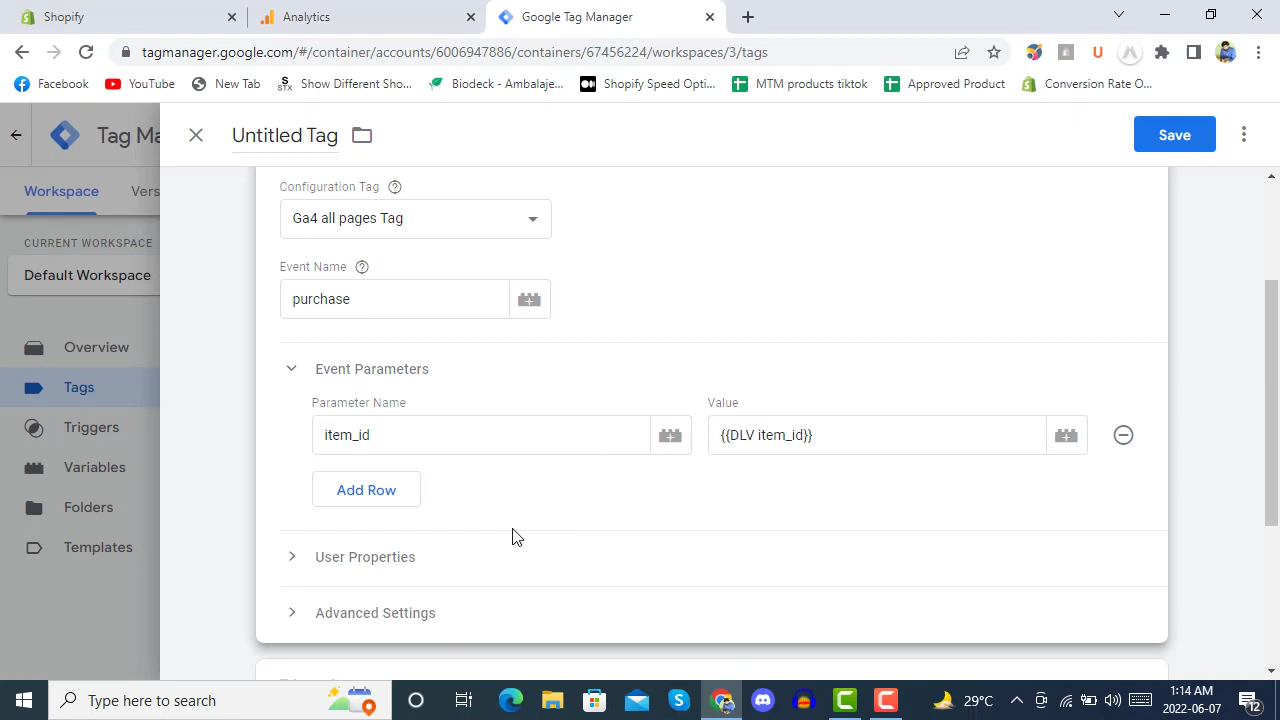 Shopify
Analytics
Google Tag Manager
tagmanager.google.com/#/container/accounts/6006947886/containers/67456224/workspaces/3/tags
Facebook
YouTube
New Tab
STX
Show Different Sho...
Biodeck - Ambalaje...
Shopify Speed Opti...
MTM products tiktok
Approved Product
Conversion Rate O...
Tag Ma
Untitled Tag
Save
Workspace
Vers
Configuration Tag
Ga4 all pages Tag
CURRENT WORKSPACE
Default Workspace
Event Name
purchase
Overview
Tags
Triggers
Variables
Folders
Templates
Event Parameters
Parameter Name
Value
item_id
{{DLV item_id}}
Add Row
User Properties
Advanced Settings
Type here to search
29°C
1:14 AM
2022-06-07
12